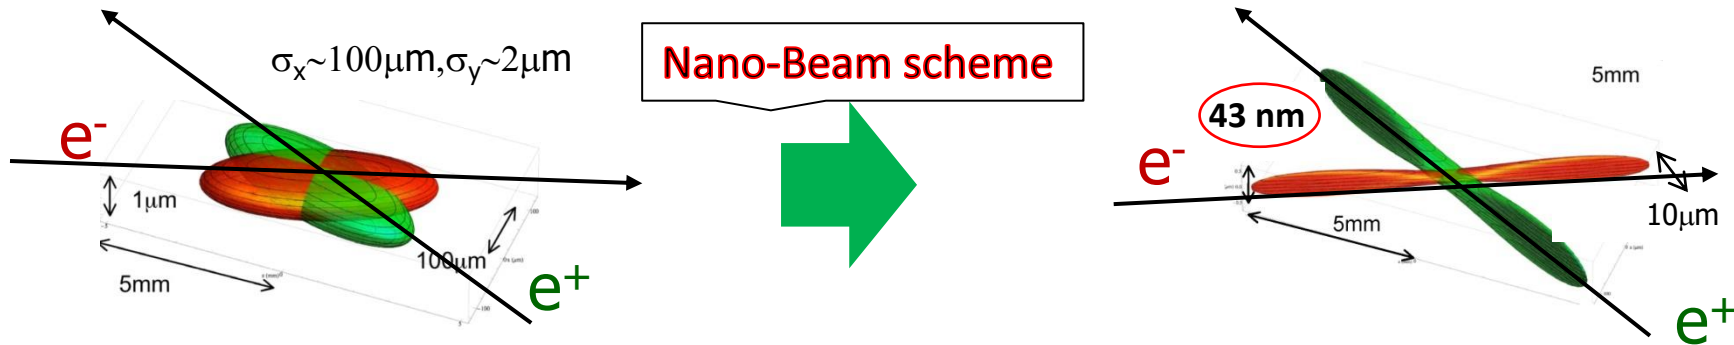 σx~100μm,σy~2μm
Nano-Beam scheme
e-
1μm
5mm
100μm
e+
5mm
43 nm
e-
5mm
10μm
e+